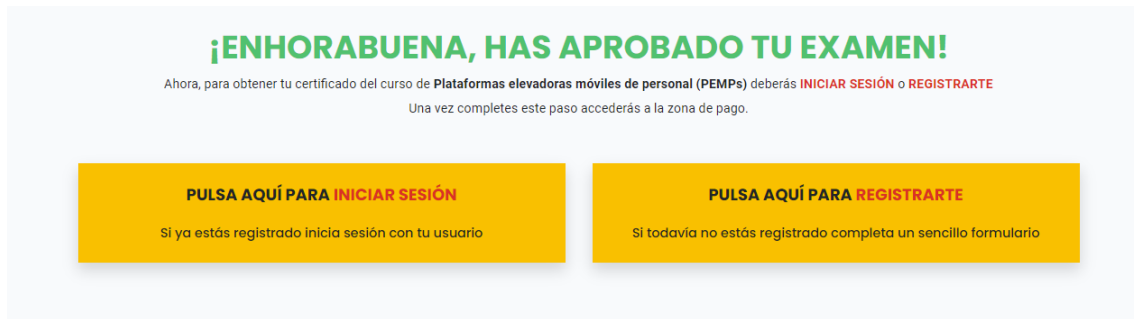 ¡ENHORABUENA, HAS APROBADO TU EXAMEN!
Ahora, para obtener tu certificado del curso de Plataformas elevadoras móviles de personal (PEMPs) deberás INICIAR SESIÓN o REGISTRARTE
Una vez completes este paso accederás a la zona de pago.
PULSA AQUÍ PARA INICIAR SESIÓN
Si ya estás registrado inicia sesión con tu usuario
PULSA AQUÍ PARA REGISTRARTE
Si todavía no estás registrado completa un sencillo formulario